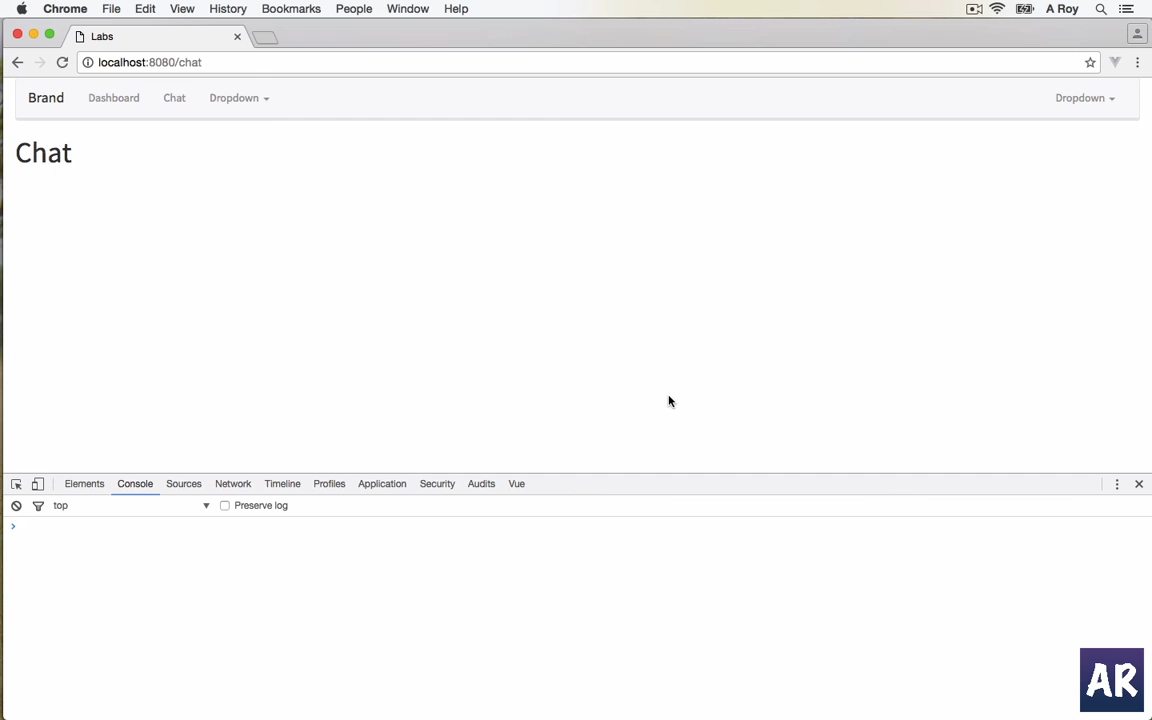 Chrome File Edit View History Bookmarks People Window Help A Roy
Labs
localhost:8080/chat
Brand Dashboard Chat Dropdown Dropdown
Chat
Elements Console Sources Network Timeline Profiles Application Security Audits Vue
top Preserve log
AR